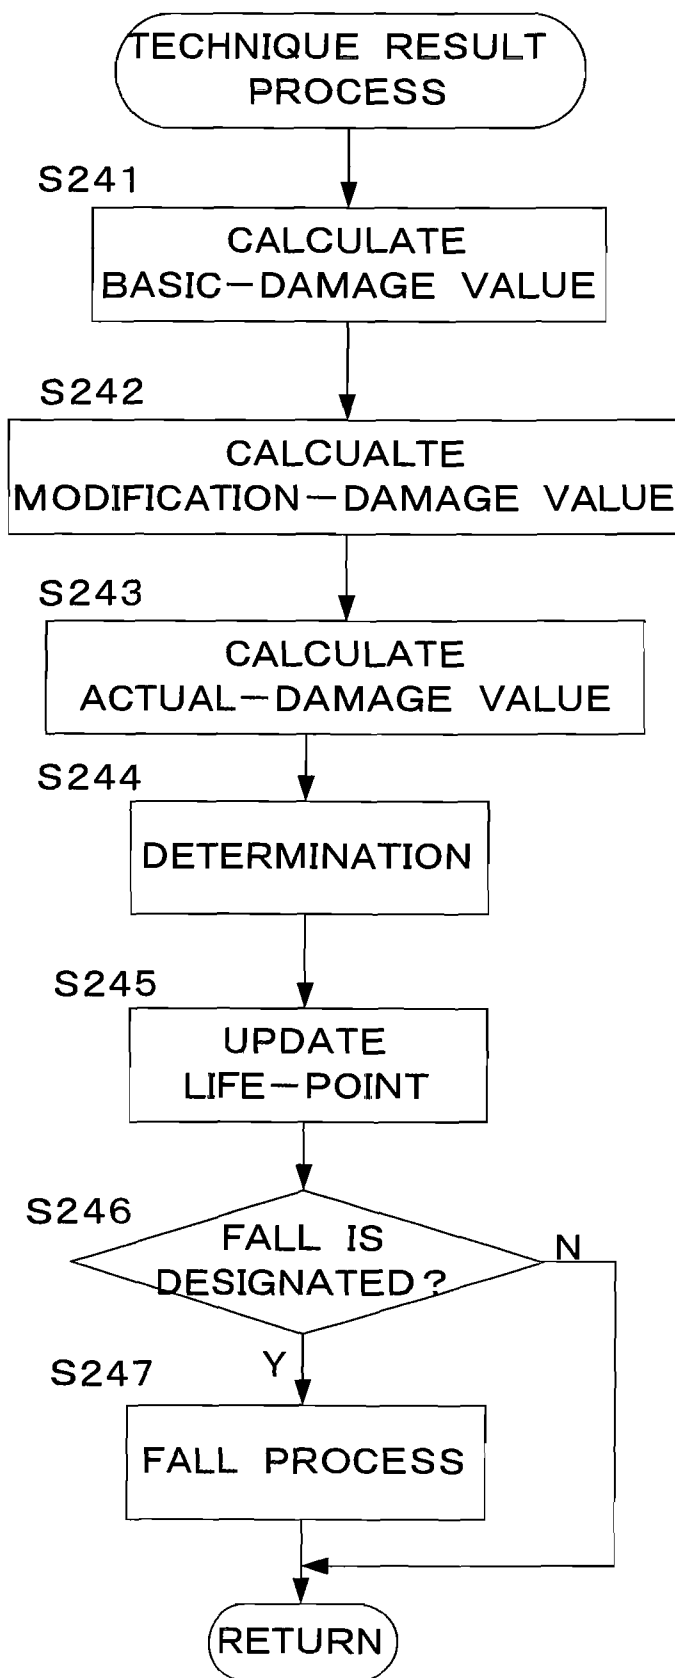 TECHNIQUE RESULT
PROCESS
S241
CALCULATE
BASIC-DAMAGE VALUE
S242
CALCUALTE
MODIFICATION-DAMAGE VALUE
S243
CALCULATE
ACTUAL-DAMAGE VALUE
S244
DETERMINATION
S245
UPDATE
LIFE-POINT
S246
FALL IS
DESIGNATED?
N
Y
S247
FALL PROCESS
RETURN